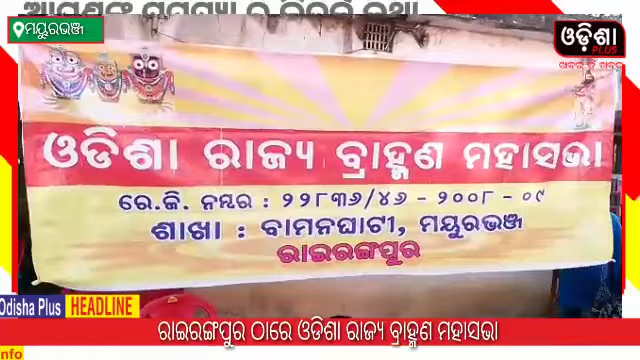 ମୟୂରଭଞ୍ଜ
ଓଡ଼ିଶା
PLUS
ଓଡିଶା ରାଜ୍ୟ ବ୍ରାହ୍ମଣ ମହାସଭା
ରେ.ଜି. ନମ୍ବର : ୨୨୮୩୬/୪୬ - ୨୦୦୮ - ୦୯
ଶାଖା : ବାମନଘାଟୀ, ମୟୁରଭଞ୍ଜ
ରାଇରଙ୍ଗପୁର
Odisha Plus HEADLINE
ରାଇରଙ୍ଗପୁର ଠାରେ ଓଡିଶା ରାଜ୍ୟ ବ୍ରାହ୍ମଣ ମହାସଭା
nfo